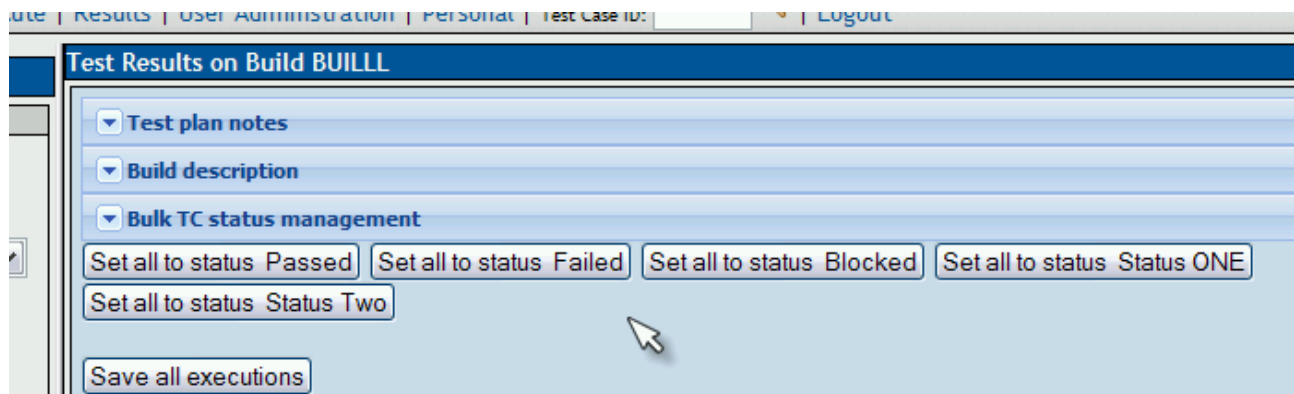 | Results | User Administration | Personal | Test Case ID: | Logout
Test Results on Build BUILLL
Test plan notes
Build description
Bulk TC status management
Set all to status Passed Set all to status Failed Set all to status Blocked Set all to status Status ONE
Set all to status Status Two
Save all executions